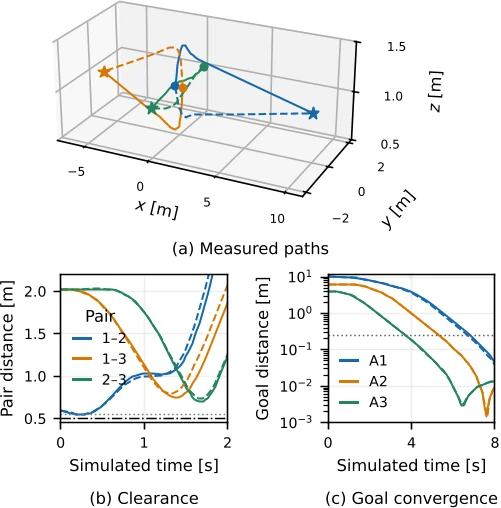 1.5
1.0
0.5
z [m]
−5
0
5
10
x [m]
2
0
−2
y [m]
(a) Measured paths
2.0
1.5
1.0
0.5
Pair distance [m]
Pair
1–2
1–3
2–3
0
1
2
Simulated time [s]
(b) Clearance
10¹
10⁰
10⁻¹
10⁻²
10⁻³
Goal distance [m]
A1
A2
A3
0
4
8
Simulated time [s]
(c) Goal convergence